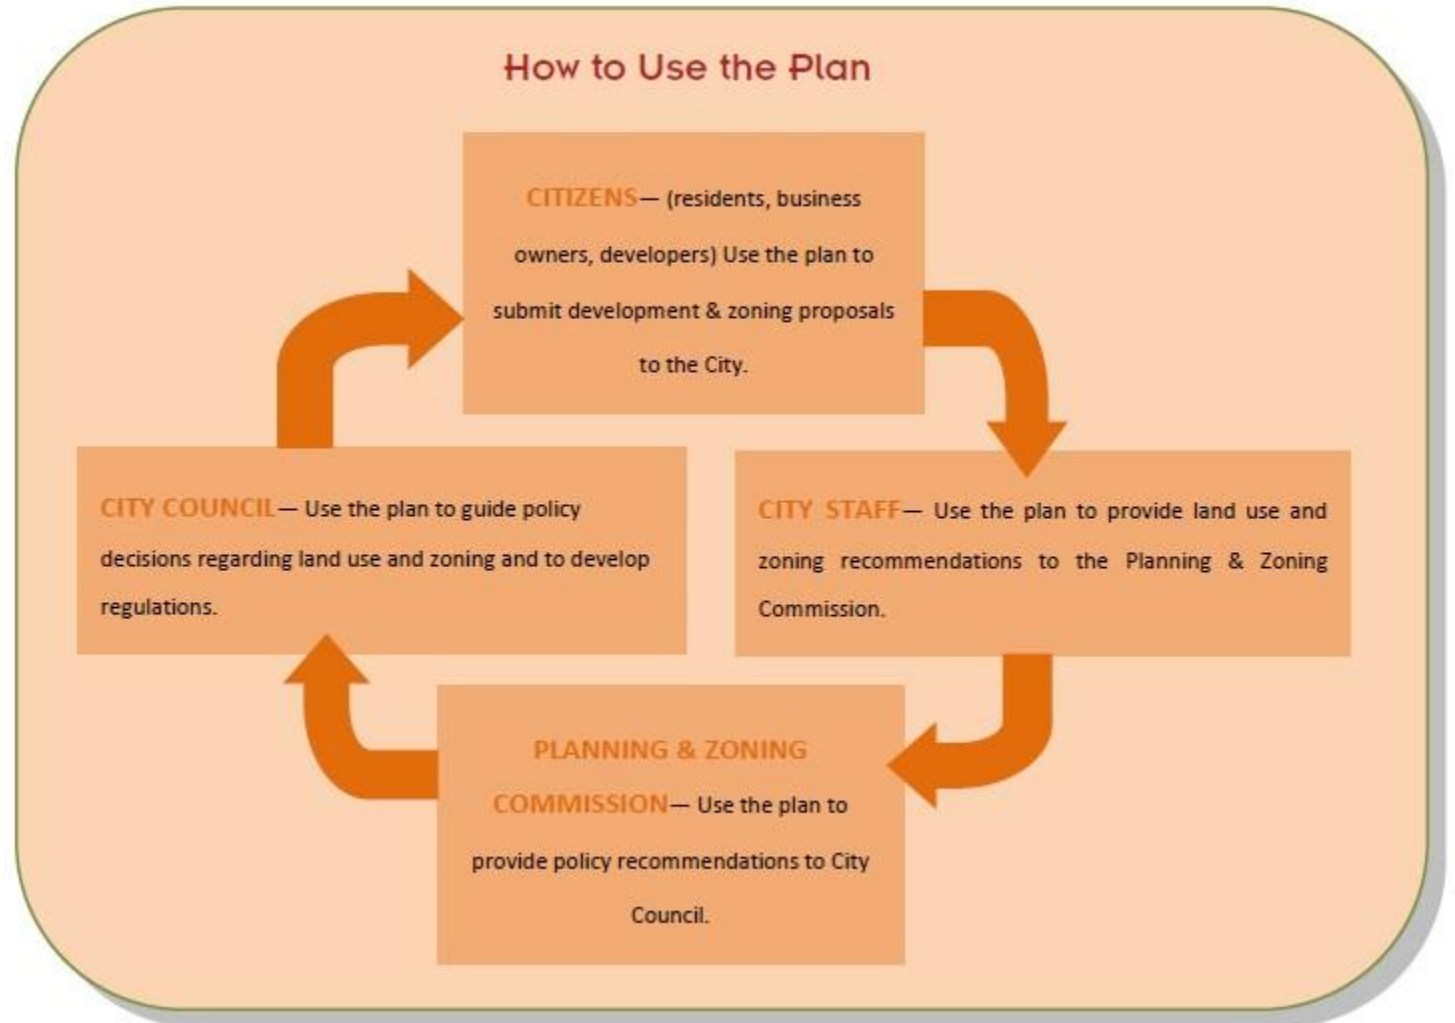 How to Use the Plan
CITIZENS— (residents, business
owners, developers) Use the plan to
submit development & zoning proposals
to the City.
CITY STAFF— Use the plan to provide land use and
zoning recommendations to the Planning & Zoning
Commission.
PLANNING & ZONING
COMMISSION— Use the plan to
provide policy recommendations to City
Council.
CITY COUNCIL— Use the plan to guide policy
decisions regarding land use and zoning and to develop
regulations.